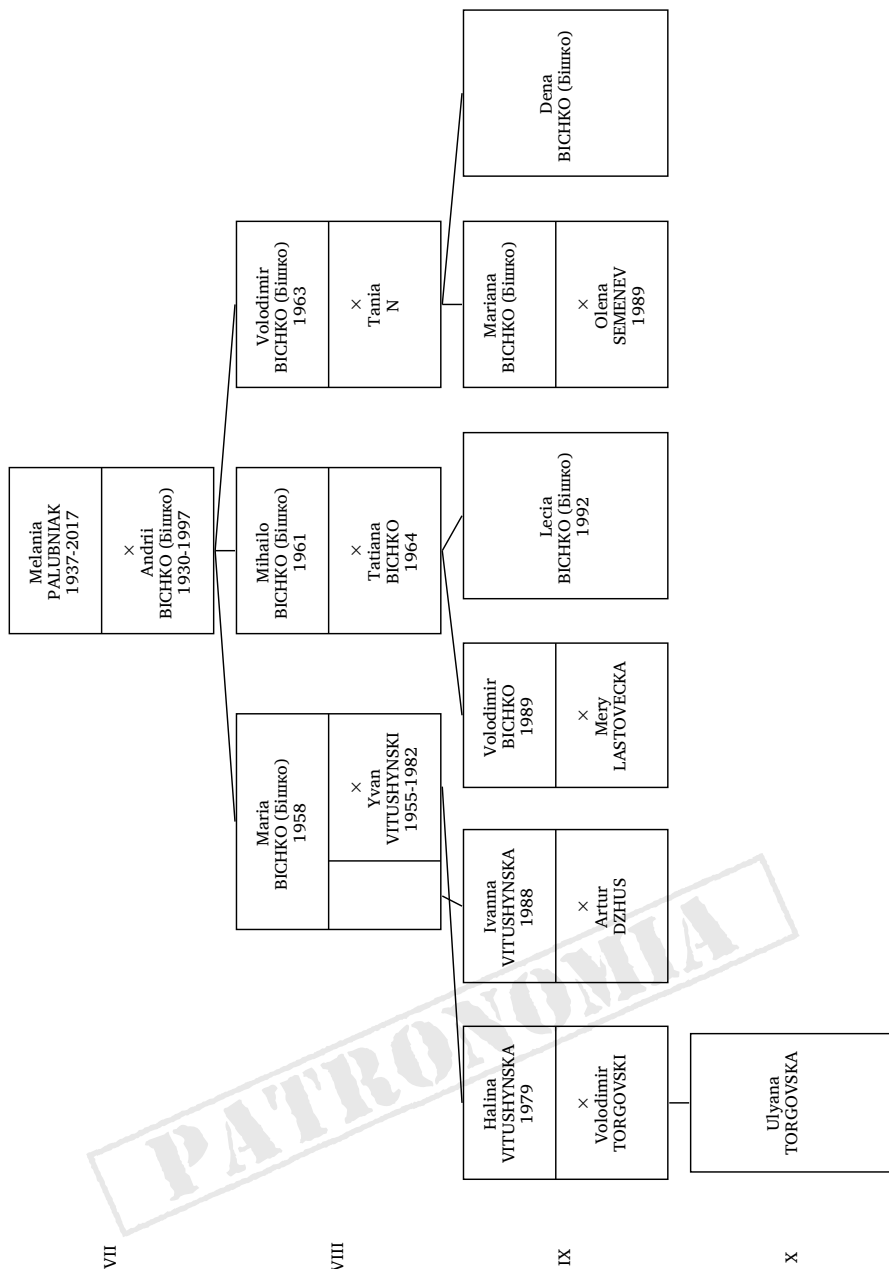 VII
Melania
PALUBNIAK
1937-2017
×
Andrii
BICHKO (Бішко)
1930-1997
VIII
Maria
BICHKO (Бішко)
1958
×
Yvan
VITUSHYNSKI
1955-1982
Mihailo
BICHKO (Бішко)
1961
×
Tatiana
BICHKO
1964
Volodimir
BICHKO (Бішко)
1963
×
Tania
N
IX
Halina
VITUSHYNSKA
1979
×
Volodimir
TORGOVSKI
Ivanna
VITUSHYNSKA
1988
×
Artur
DZHUS
Volodimir
BICHKO
1989
×
Mery
LASTOVECKA
Lecia
BICHKO (Бішко)
1992
Mariana
BICHKO (Бішко)
×
Olena
SEMENEV
1989
Dena
BICHKO (Бішко)
X
Ulyana
TORGOVSKA
PATRONOMIA